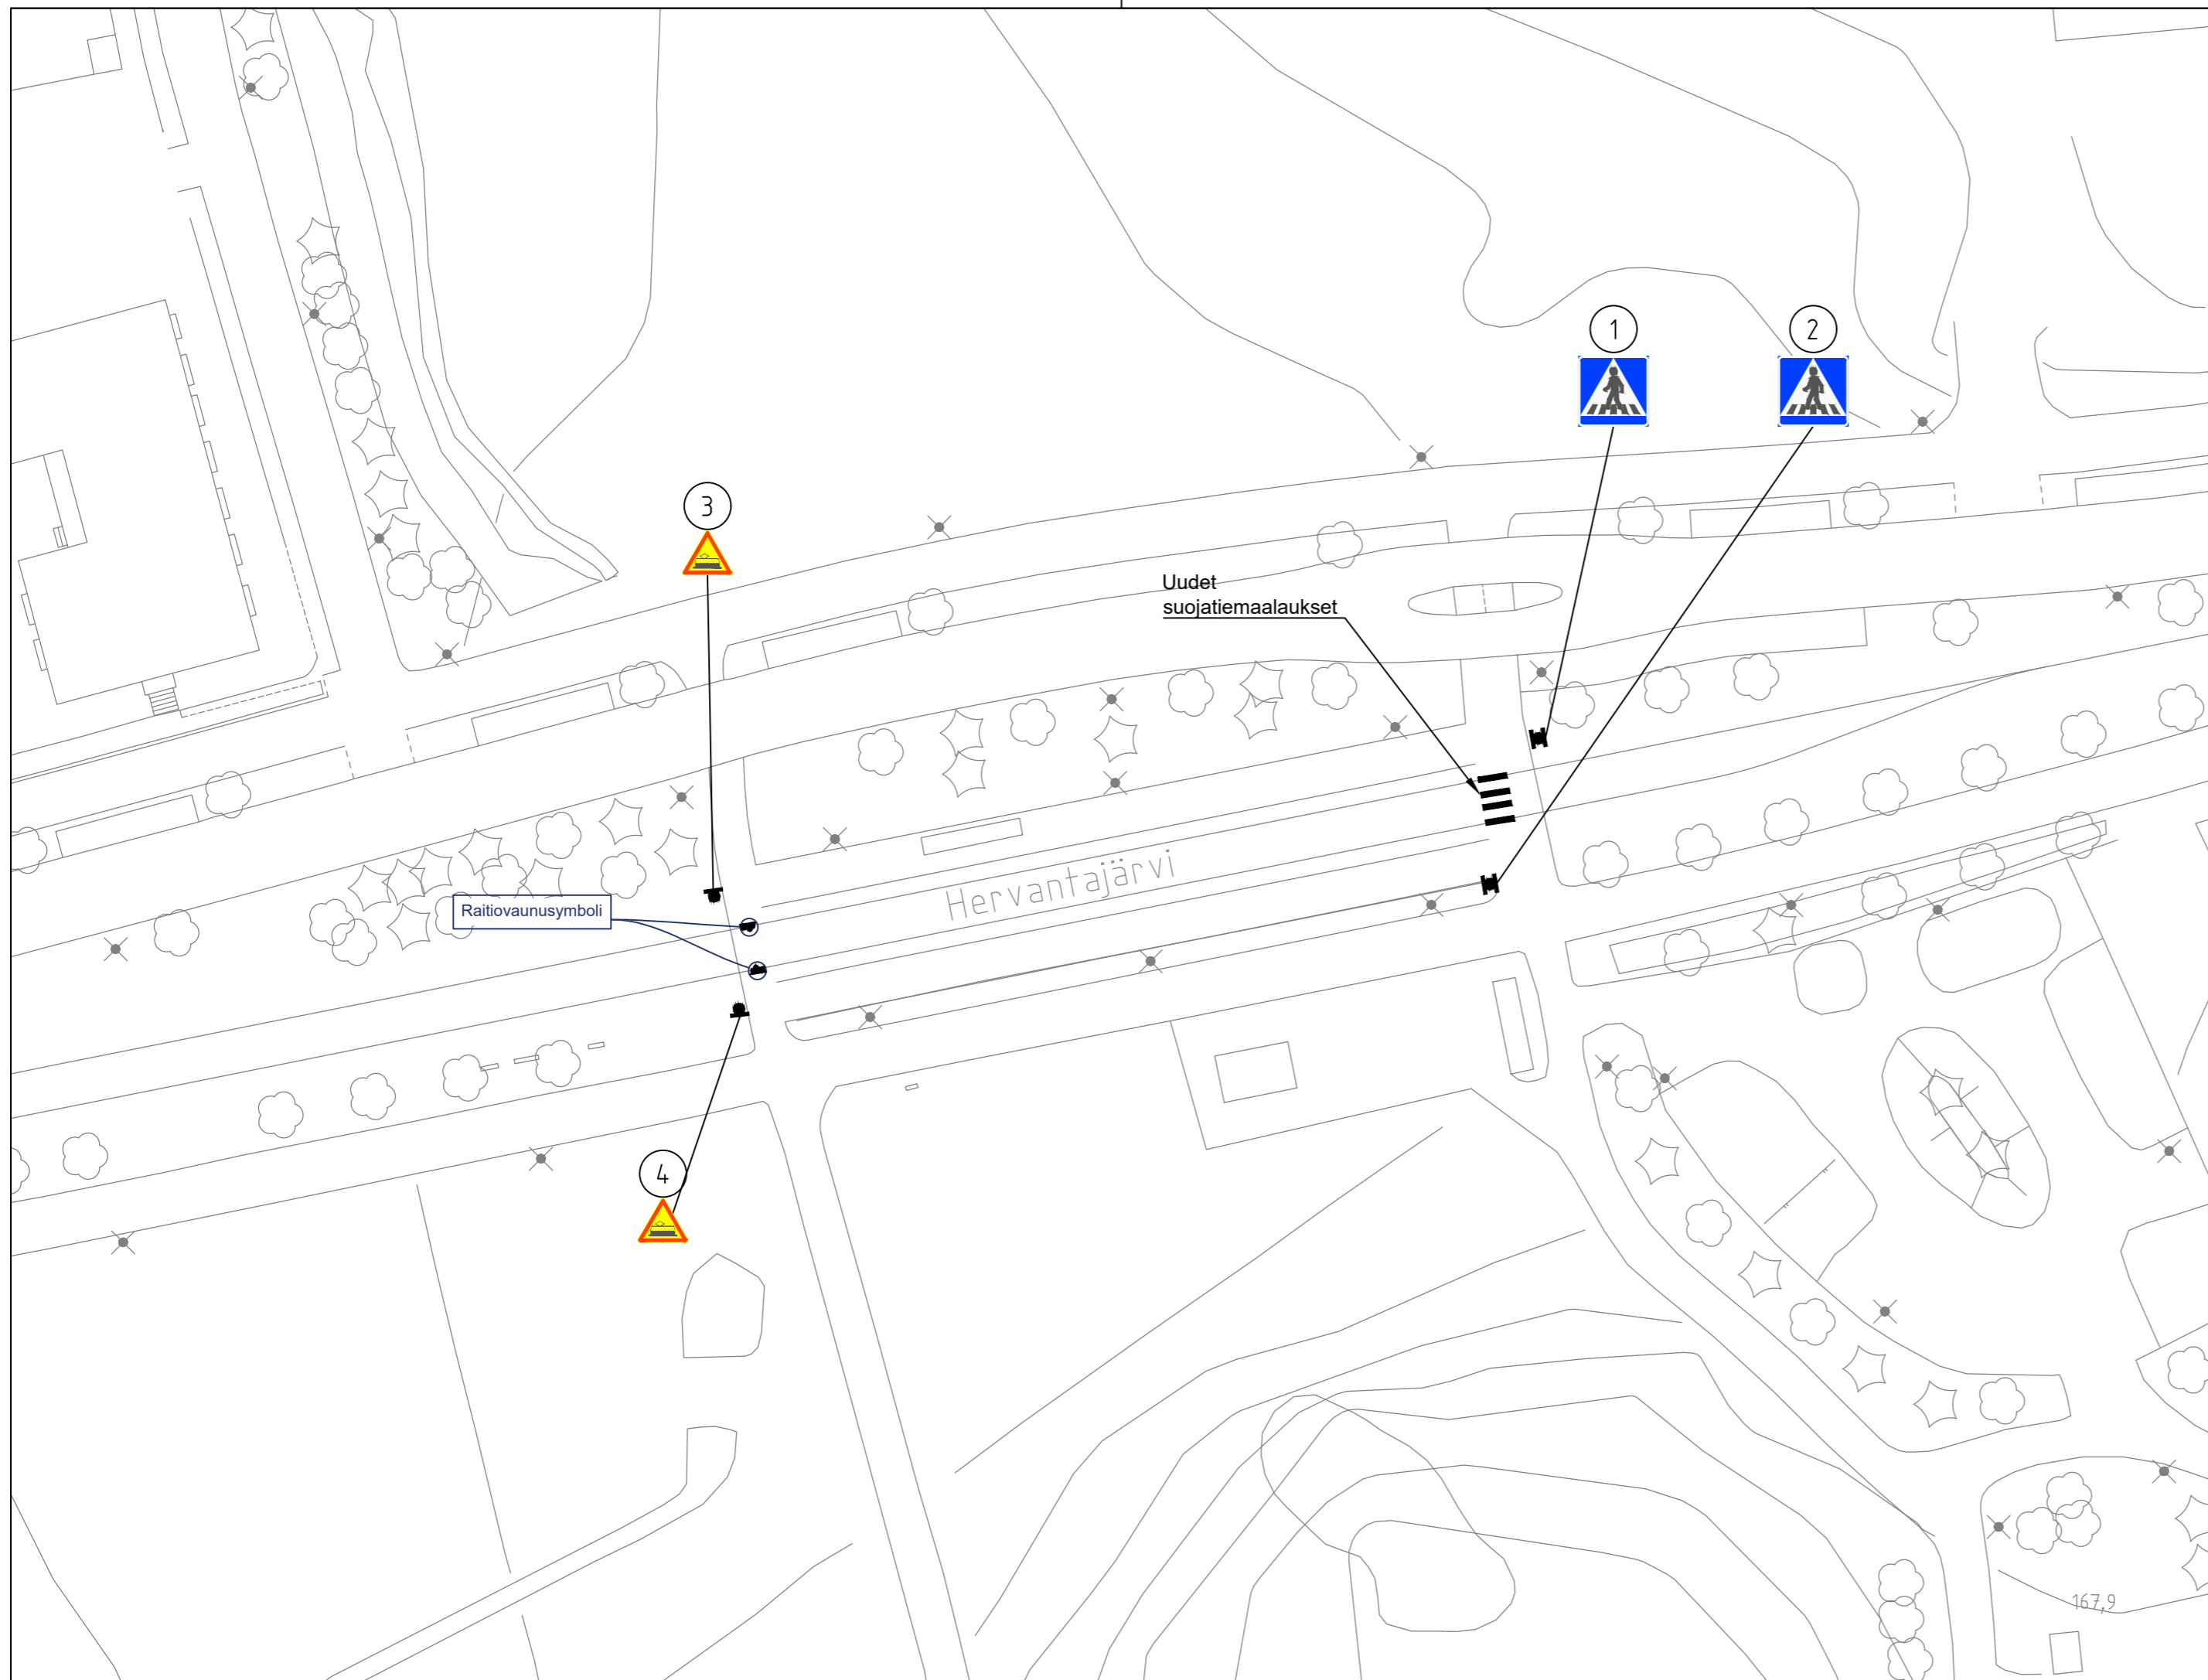 1
2
3
Uudet
suojatiemaalaukset
Hervantajärvi
Raitiovaunusymboli
4
167,9